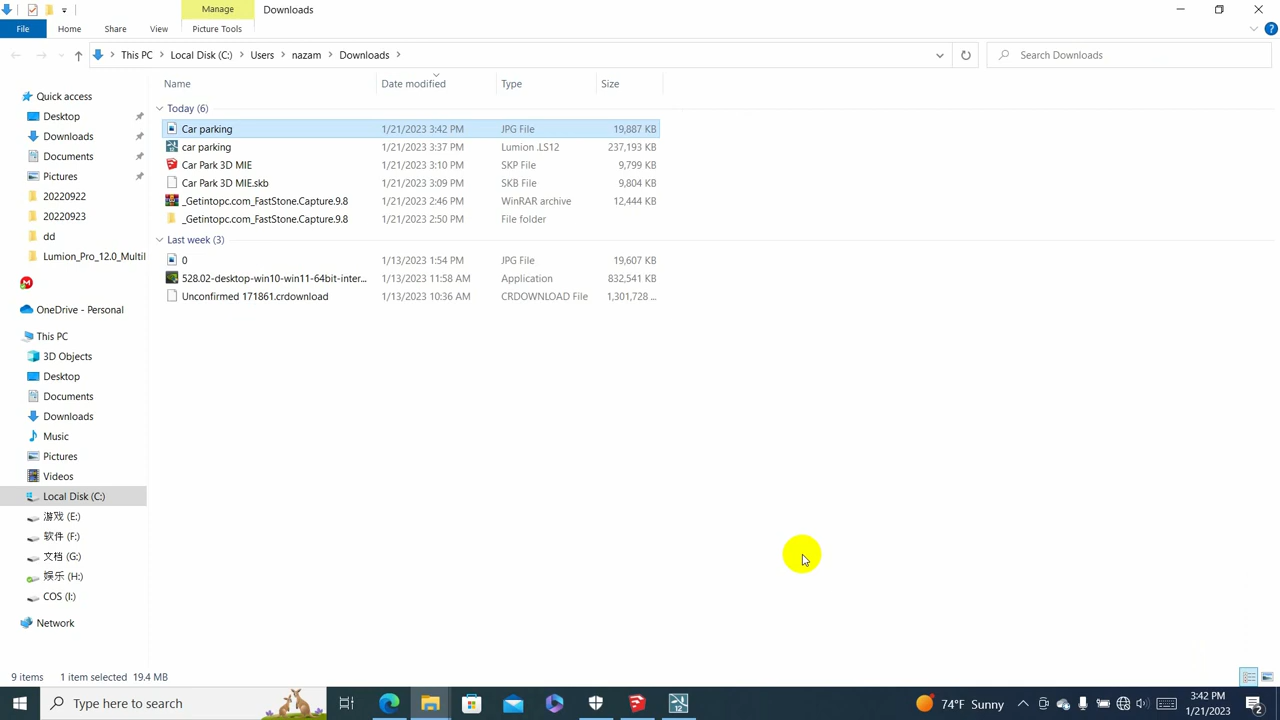 Manage
Downloads
File
Home
Share
View
Picture Tools
This PC
Local Disk (C:)
Users
nazam
Downloads
Search Downloads
Name
Date modified
Type
Size
Quick access
Desktop
Downloads
Documents
Pictures
20220922
20220923
dd
Lumion_Pro_12.0_Multil
OneDrive - Personal
This PC
3D Objects
Desktop
Documents
Downloads
Music
Pictures
Videos
Local Disk (C:)
游戏 (E:)
软件 (F:)
文档 (G:)
娱乐 (H:)
COS (I:)
Network
Today (6)
Car parking 1/21/2023 3:42 PM JPG File 19,887 KB
car parking 1/21/2023 3:37 PM Lumion .LS12 237,193 KB
Car Park 3D MIE 1/21/2023 3:10 PM SKP File 9,799 KB
Car Park 3D MIE.skb 1/21/2023 3:09 PM SKB File 9,804 KB
_Getintopc.com_FastStone.Capture.9.8 1/21/2023 2:46 PM WinRAR archive 12,444 KB
_Getintopc.com_FastStone.Capture.9.8 1/21/2023 2:50 PM File folder
Last week (3)
0 1/13/2023 1:54 PM JPG File 19,607 KB
528.02-desktop-win10-win11-64bit-inter... 1/13/2023 11:58 AM Application 832,541 KB
Unconfirmed 171861.crdownload 1/13/2023 10:36 AM CRDOWNLOAD File 1,301,728 ...
9 items 1 item selected 19.4 MB
Type here to search
12
74°F Sunny
3:42 PM
1/21/2023
2